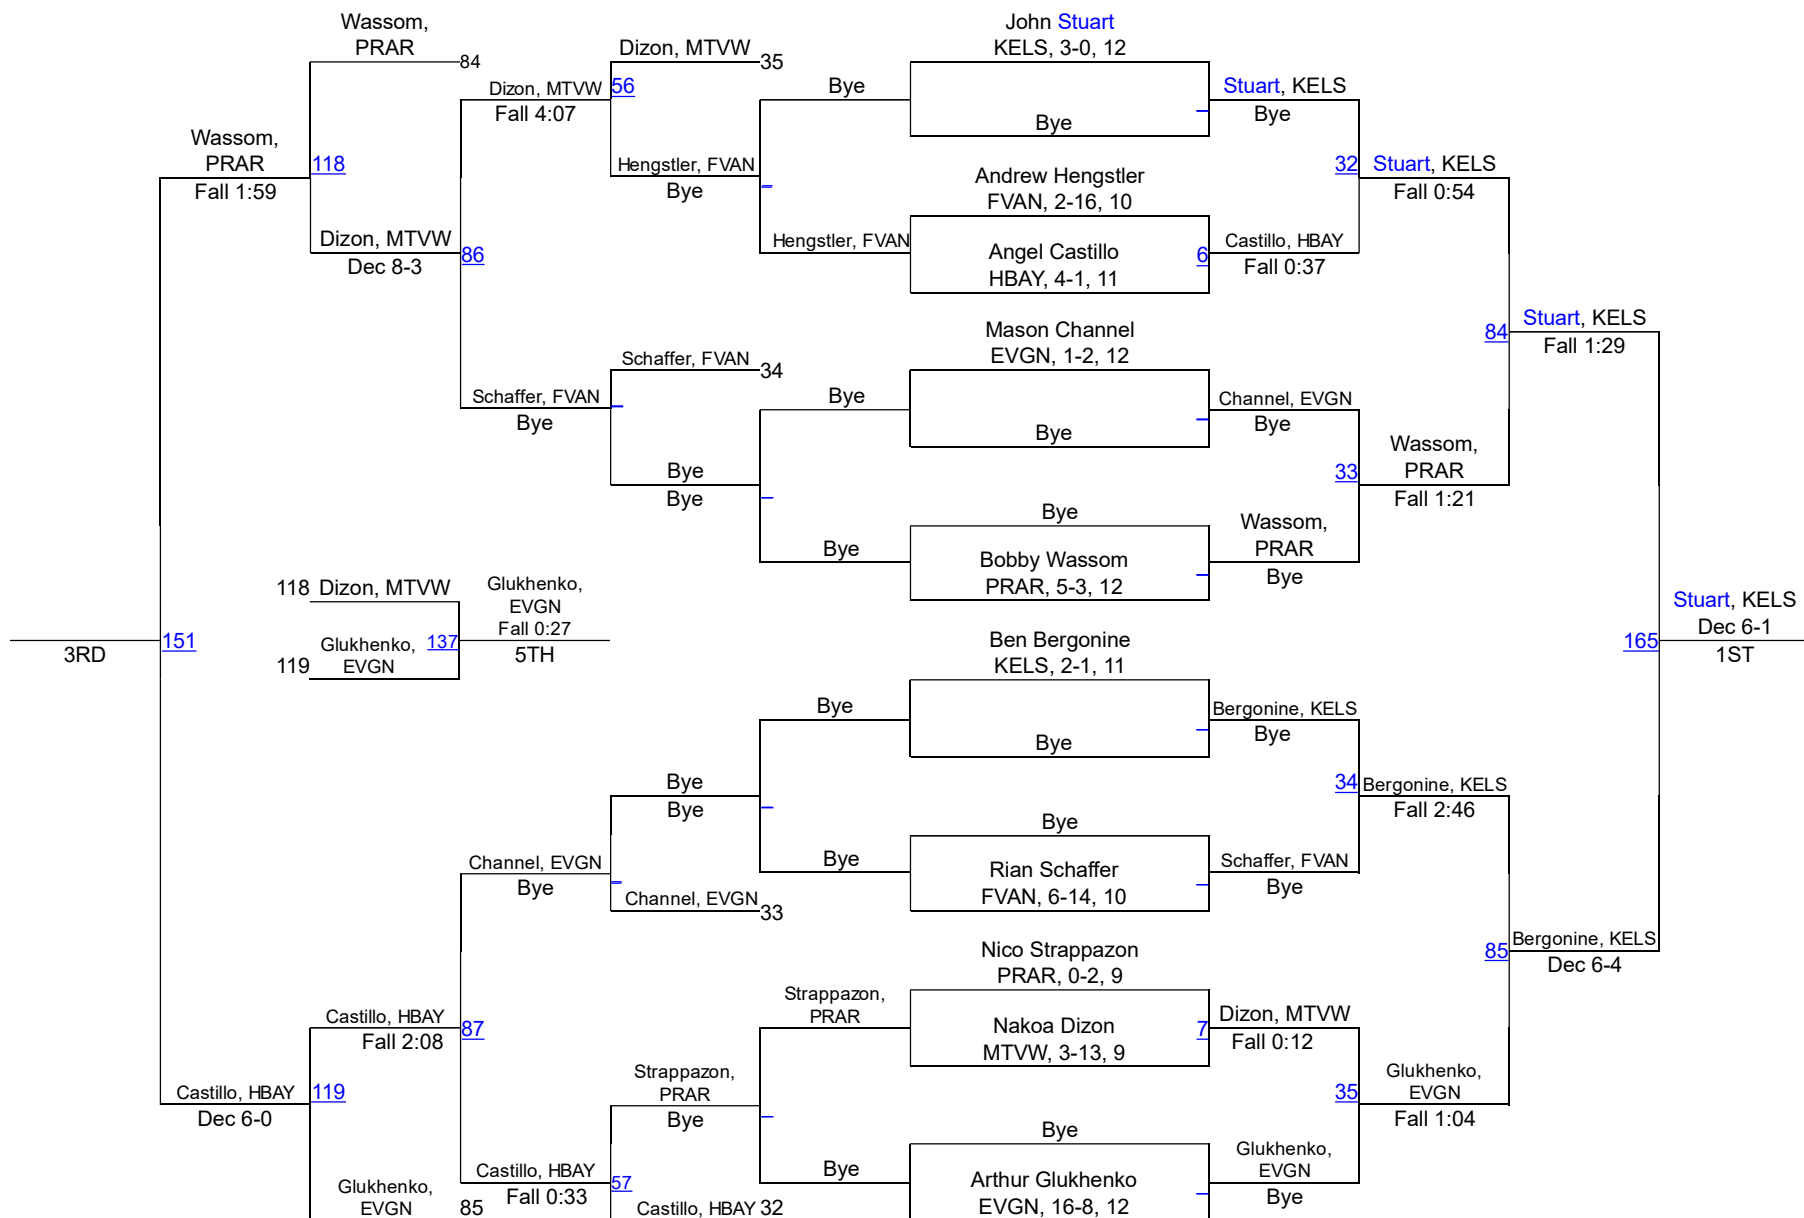 Wassom,
PRAR
84
Dizon, MTVW
35
John Stuart
KELS, 3-0, 12
Dizon, MTVW
56
Fall 4:07
Bye
Bye
Stuart, KELS
Bye
Wassom,
PRAR
118
Fall 1:59
Hengstler, FVAN
Bye
Andrew Hengstler
FVAN, 2-16, 10
32
Stuart, KELS
Fall 0:54
Dizon, MTVW
Dec 8-3
86
Hengstler, FVAN
Angel Castillo
HBAY, 4-1, 11
6
Castillo, HBAY
Fall 0:37
Mason Channel
EVGN, 1-2, 12
84
Stuart, KELS
Fall 1:29
Schaffer, FVAN
34
Schaffer, FVAN
Bye
Bye
Bye
Channel, EVGN
Bye
Bye
Bye
33
Wassom,
PRAR
Fall 1:21
Bye
Bye
Bobby Wassom
PRAR, 5-3, 12
Wassom,
PRAR
Bye
118 Dizon, MTVW
Glukhenko,
EVGN
Fall 0:27
3RD
151
119
Glukhenko,
EVGN
137
5TH
Ben Bergonine
KELS, 2-1, 11
165
Stuart, KELS
Dec 6-1
1ST
Bye
Bye
Bergonine, KELS
Bye
Bye
Bye
34
Bergonine, KELS
Fall 2:46
Bye
Bye
Channel, EVGN
Bye
Rian Schaffer
FVAN, 6-14, 10
Schaffer, FVAN
Bye
Channel, EVGN
33
Nico Strappazon
PRAR, 0-2, 9
85
Bergonine, KELS
Dec 6-4
Castillo, HBAY
Fall 2:08
87
Strappazon,
PRAR
Nakoa Dizon
MTVW, 3-13, 9
7
Dizon, MTVW
Fall 0:12
Castillo, HBAY
Dec 6-0
119
Strappazon,
PRAR
Bye
35
Glukhenko,
EVGN
Fall 1:04
Bye
Castillo, HBAY
Fall 0:33
57
Bye
Arthur Glukhenko
EVGN, 16-8, 12
Glukhenko,
EVGN
Bye
Glukhenko,
EVGN
85
Castillo, HBAY
32